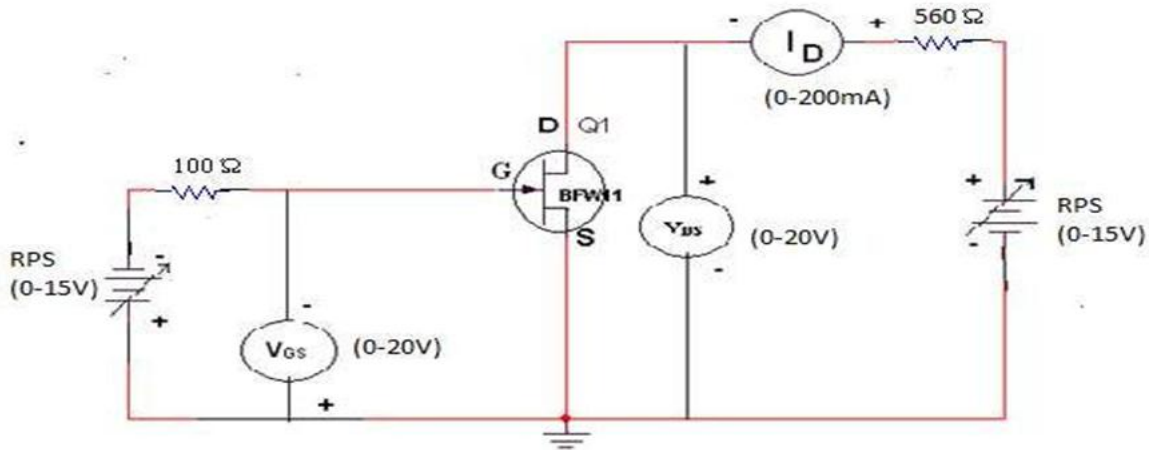 560 Ω
- +
I D
(0-200mA)
D Q1
100 Ω
G
BFW11
S
+
VDS
(0-20V)
-
+
RPS
(0-15V)
-
RPS
(0-15V)
-
+
-
VGS
(0-20V)
+